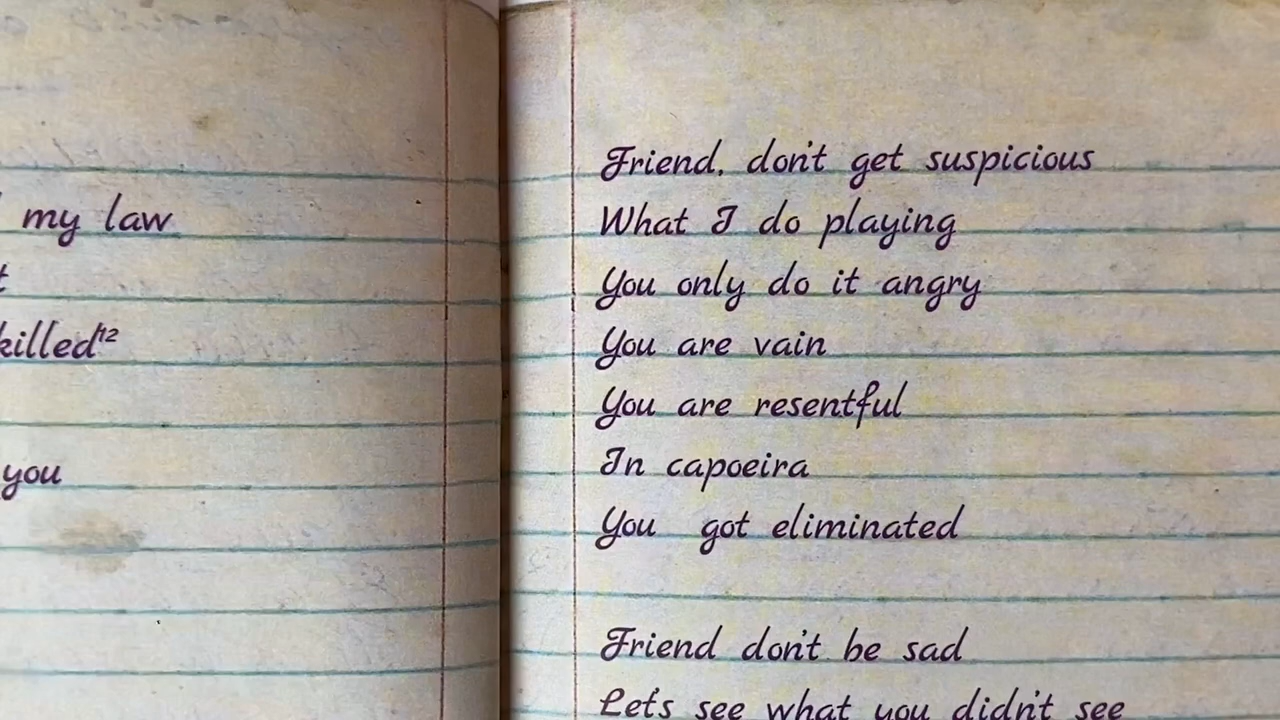 my law
killed¹²
you
Friend, don't get suspicious
What I do playing
You only do it angry
You are vain
You are resentful
In capoeira
You got eliminated
Friend don't be sad
Let's see what you didn't see